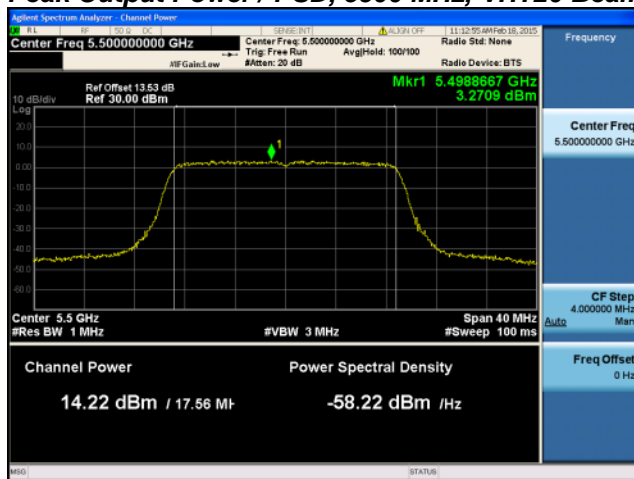 Peak Output Power / PSD, 5500 MHz, VHT20 Beam
Agilent Spectrum Analyzer - Channel Power
RL RF 50 Ω DC SENSE:INT ALIGN OFF 11:12:55 AM Feb 18, 2015
Center Freq 5.500000000 GHz Center Freq: 5.500000000 GHz Radio Std: None
Trig: Free Run Avg|Hold: 100/100
#IFGain:Low #Atten: 20 dB Radio Device: BTS
Frequency
Mkr1 5.4988667 GHz
3.2709 dBm
Ref Offset 13.53 dB
10 dB/div Ref 30.00 dBm
Log
20.0
10.0
0.00
-10.0
-20.0
-30.0
-40.0
-50.0
-60.0
1
Center 5.5 GHz Span 40 MHz
#Res BW 1 MHz #VBW 3 MHz #Sweep 100 ms
Channel Power Power Spectral Density
14.22 dBm / 17.56 MH -58.22 dBm /Hz
Center Freq
5.500000000 GHz
CF Step
4.000000 MHz
Auto Man
Freq Offset
0 Hz
MSG STATUS